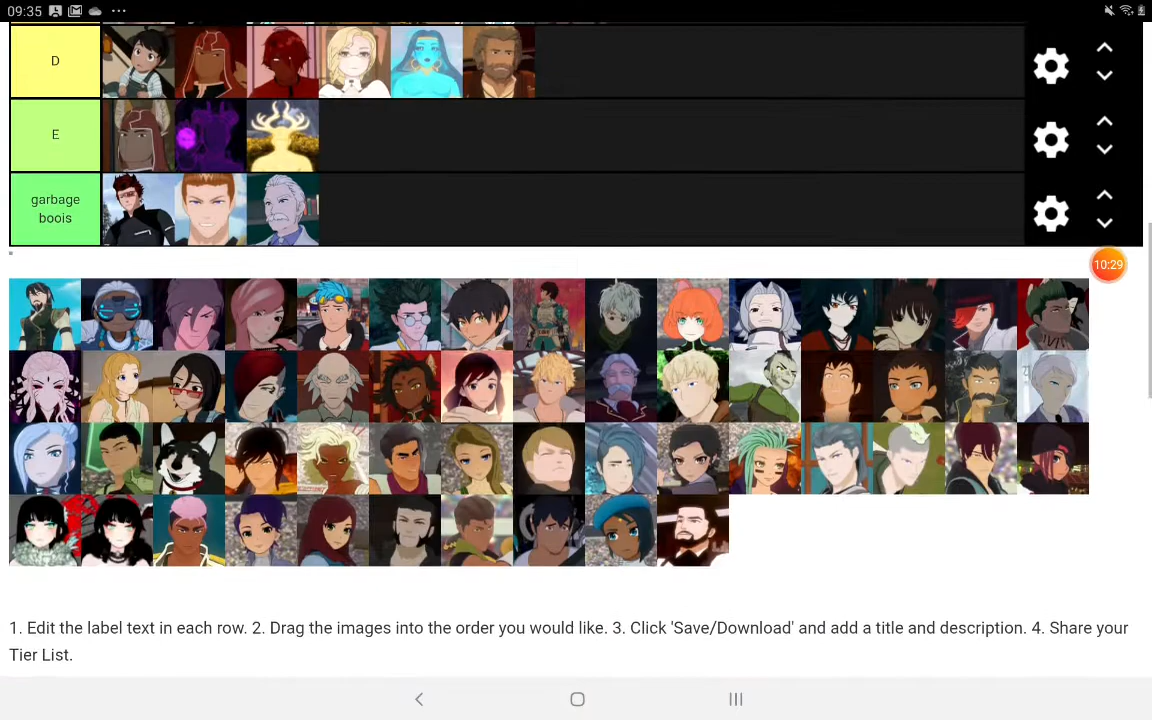 09:35
D
E
garbage
boois
10:29
1. Edit the label text in each row. 2. Drag the images into the order you would like. 3. Click 'Save/Download' and add a title and description. 4. Share your
Tier List.